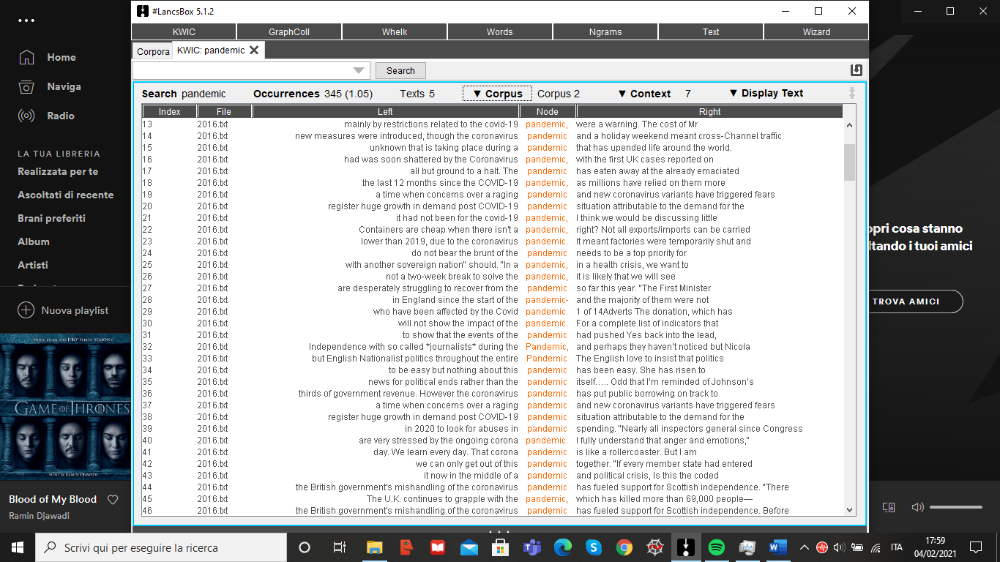 #LancsBox 5.1.2
KWIC GraphColl Whelk Words Ngrams Text Wizard
Corpora KWIC: pandemic
Search
Search pandemic Occurrences 345 (1.05) Texts 5 ▼ Corpus Corpus 2 ▼ Context 7 ▼ Display Text
Index File Left Node Right
13 2016.txt mainly by restrictions related to the covid-19 pandemic, were a warning. The cost of Mr
14 2016.txt new measures were introduced, though the coronavirus pandemic and a holiday weekend meant cross-Channel traffic
15 2016.txt unknown that is taking place during a pandemic that has upended life around the world.
16 2016.txt had was soon shattered by the Coronavirus pandemic, with the first UK cases reported on
17 2016.txt all but ground to a halt. The pandemic has eaten away at the already emaciated
18 2016.txt the last 12 months since the COVID-19 pandemic, as millions have relied on them more
19 2016.txt a time when concerns over a raging pandemic and new coronavirus variants have triggered fears
20 2016.txt register huge growth in demand post COVID-19 pandemic situation attributable to the demand for the
21 2016.txt it had not been for the covid-19 pandemic, I think we would be discussing little
22 2016.txt Containers are cheap when there isn't a pandemic, right? Not all exports/imports can be carried
23 2016.txt lower than 2019, due to the coronavirus pandemic. It meant factories were temporarily shut and
24 2016.txt do not bear the brunt of the pandemic needs to be a top priority for
25 2016.txt with another sovereign nation" should. "In a pandemic, in a health crisis, we want to
26 2016.txt not a two-week break to solve the pandemic, it is likely that we will see
27 2016.txt are desperately struggling to recover from the pandemic so far this year. "The First Minister
28 2016.txt in England since the start of the pandemic- and the majority of them were not
29 2016.txt who have been affected by the Covid pandemic. 1 of 14Adverts The donation, which has
30 2016.txt will not show the impact of the pandemic. For a complete list of indicators that
31 2016.txt to show that the events of the pandemic had pushed Yes back into the lead,
32 2016.txt Independence with so called *journalists* during the Pandemic, and perhaps they haven't noticed but Nicola
33 2016.txt but English Nationalist politics throughout the entire Pandemic The English love to insist that politics
34 2016.txt to be easy but nothing about this pandemic has been easy. She has risen to
35 2016.txt news for political ends rather than the pandemic itself..... Odd that I'm reminded of Johnson's
36 2016.txt thirds of government revenue. However the coronavirus pandemic has put public borrowing on track to
37 2016.txt a time when concerns over a raging pandemic and new coronavirus variants have triggered fears
38 2016.txt register huge growth in demand post COVID-19 pandemic situation attributable to the demand for the
39 2016.txt in 2020 to look for abuses in pandemic spending. "Nearly all inspectors general since Congress
40 2016.txt are very stressed by the ongoing corona pandemic. I fully understand that anger and emotions,"
41 2016.txt day. We learn every day. That corona pandemic is like a rollercoaster. But I am
42 2016.txt we can only get out of this pandemic together. "If every member state had entered
43 2016.txt it now in the middle of a pandemic and political crisis, Is this the coded
44 2016.txt the British government's mishandling of the coronavirus pandemic has fueled support for Scottish independence. "There
45 2016.txt The U.K. continues to grapple with the pandemic, which has killed more than 69,000 people—
46 2016.txt the British government's mishandling of the coronavirus pandemic has fueled support for Scottish independence. Before
Home
Naviga
Radio
LA TUA LIBRERIA
Realizzata per te
Ascoltati di recente
Brani preferiti
Album
Artisti
Nuova playlist
MUSIC FROM THE HBO SERIES, SEASON 6
GAME OF THRONES
MUSIC BY RAMIN DJAWADI
Blood of My Blood
Ramin Djawadi
opri cosa stanno
ltando i tuoi amici
TROVA AMICI
Scrivi qui per eseguire la ricerca
ITA
17:59
04/02/2021